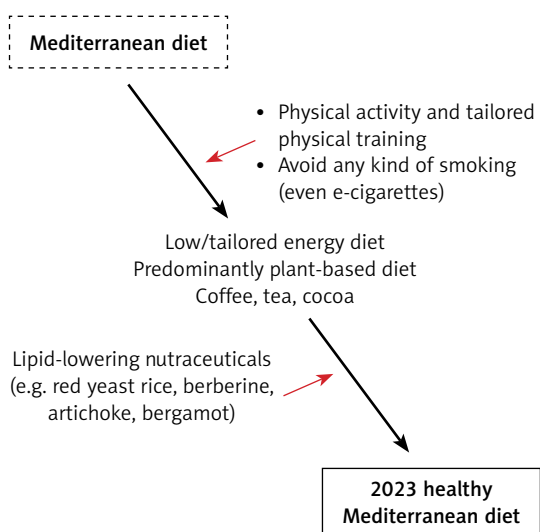 Mediterranean diet
• Physical activity and tailored
physical training
• Avoid any kind of smoking
(even e-cigarettes)
Low/tailored energy diet
Predominantly plant-based diet
Coffee, tea, cocoa
Lipid-lowering nutraceuticals
(e.g. red yeast rice, berberine,
artichoke, bergamot)
2023 healthy
Mediterranean diet